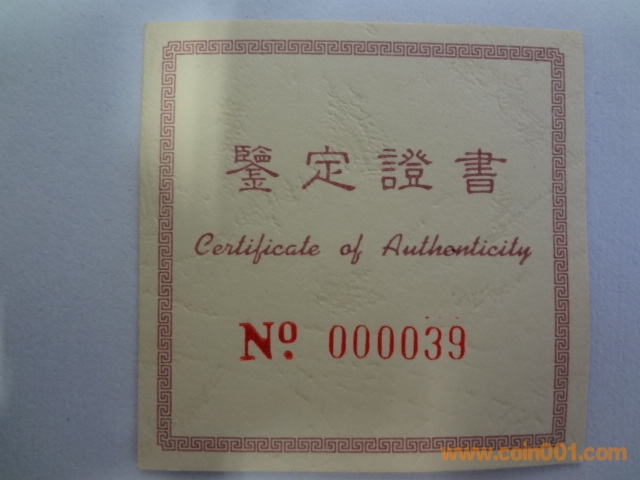 鑒定證書
Certificate of Authenticity
No. 000039
www.coin001.com